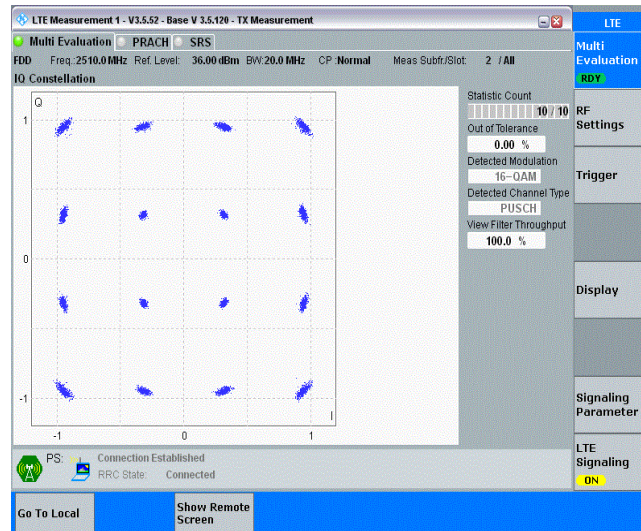 LTE Measurement 1 - V3.5.52 - Base V 3.5.120 - TX Measurement
LTE
Multi Evaluation PRACH SRS
FDD Freq.:2510.0 MHz Ref. Level: 36.00 dBm BW:20.0 MHz CP :Normal Meas Subfr./Slot: 2 / All
IQ Constellation
Q
1
0
-1
-1 0 1
I
Statistic Count
10 / 10
Out of Tolerance
0.00 %
Detected Modulation
16-QAM
Detected Channel Type
PUSCH
View Filter Throughput
100.0 %
Multi
Evaluation
RDY
RF
Settings
Trigger
Display
Signaling
Parameter
LTE
Signaling
ON
PS: Connection Established
RRC State: Connected
Go To Local
Show Remote
Screen